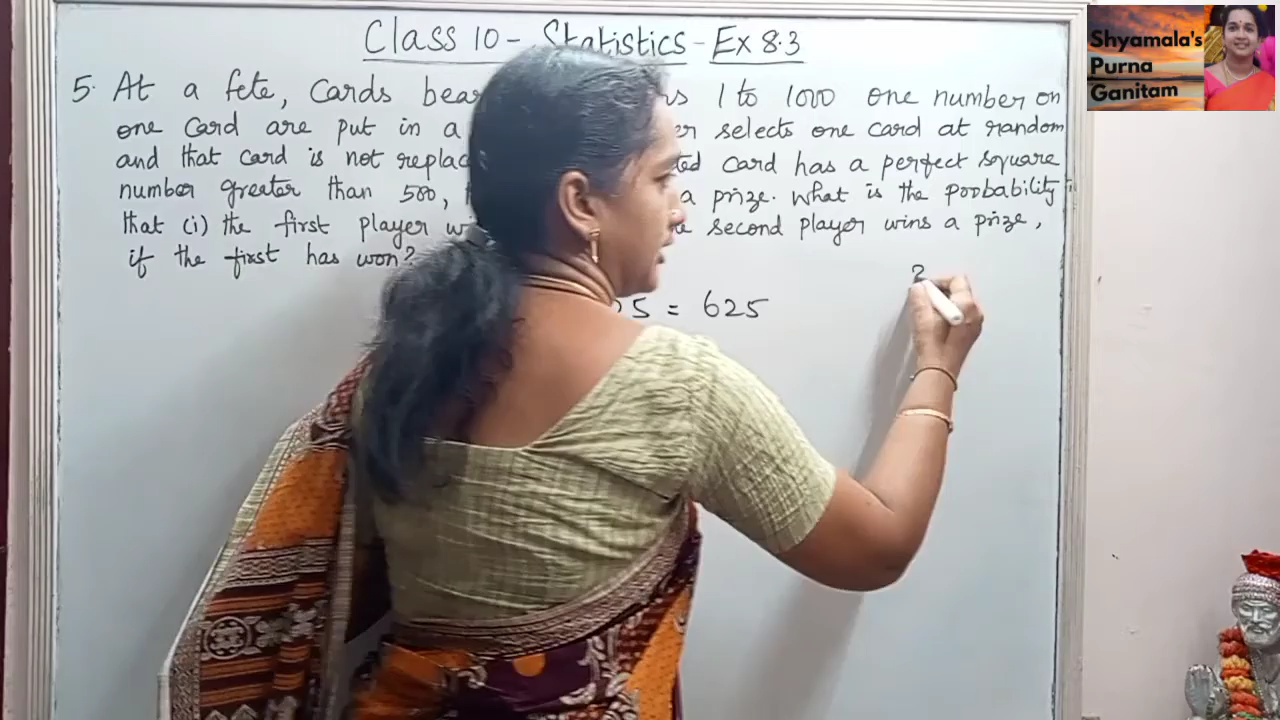 Class 10 - Statistics - Ex 8.3
5. At a fete, cards bea 1 to 1000 one number on
one card are put in a selects one card at random
and that card is not replac card has a perfect square
number greater than 500, a prize. What is the probability
that (i) the first player second player wins a prize,
if the first has won?
25 = 625
2
Shyamala's
Purna
Ganitam